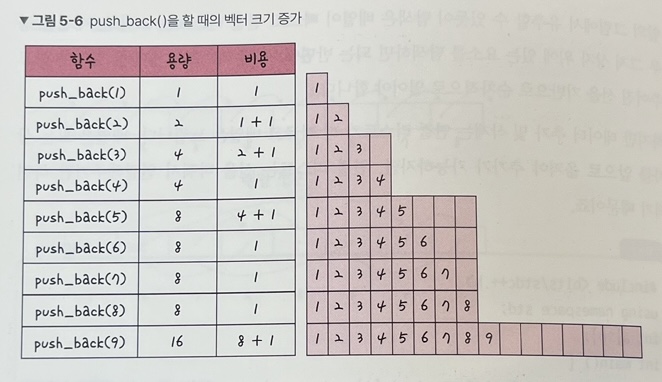 ▼ 그림 5-6 push_back()을 할 때의 벡터 크기 증가
함수 용량 비용
push_back(1) 1 1 1
push_back(2) 2 1 + 1 1 2
push_back(3) 4 2 + 1 1 2 3
push_back(4) 4 1 1 2 3 4
push_back(5) 8 4 + 1 1 2 3 4 5
push_back(6) 8 1 1 2 3 4 5 6
push_back(7) 8 1 1 2 3 4 5 6 7
push_back(8) 8 1 1 2 3 4 5 6 7 8
push_back(9) 16 8 + 1 1 2 3 4 5 6 7 8 9